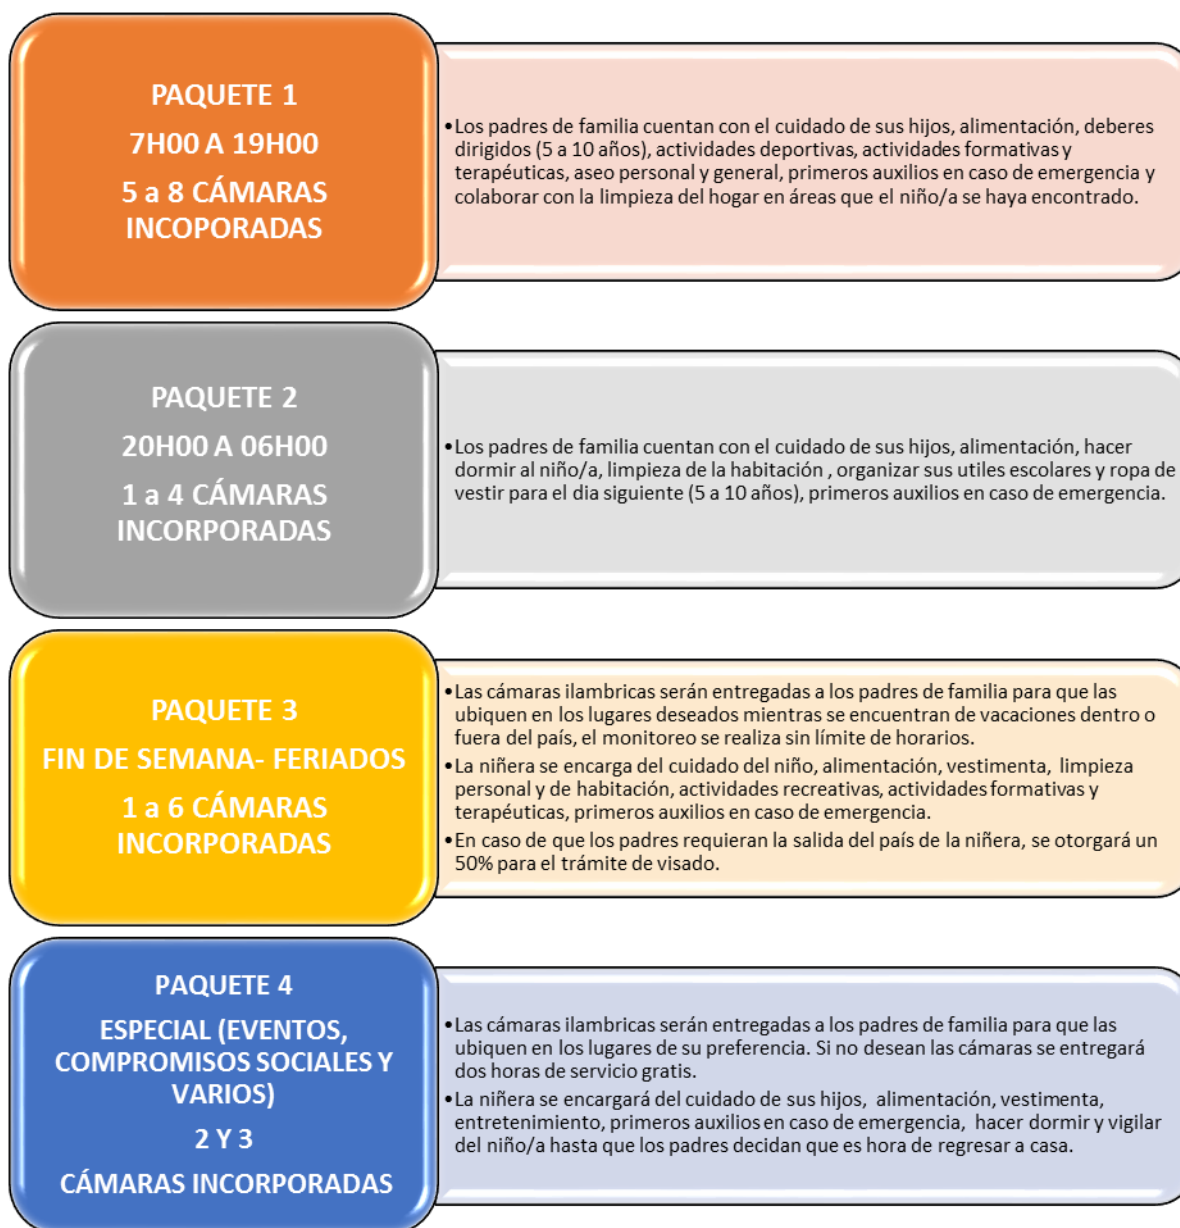 PAQUETE 1
7H00 A 19H00
5 a 8 CÁMARAS
INCOPORADAS
•Los padres de familia cuentan con el cuidado de sus hijos, alimentación, deberes
dirigidos (5 a 10 años), actividades deportivas, actividades formativas y
terapéuticas, aseo personal y general, primeros auxilios en caso de emergencia y
colaborar con la limpieza del hogar en áreas que el niño/a se haya encontrado.
PAQUETE 2
20H00 A 06H00
1 a 4 CÁMARAS
INCORPORADAS
•Los padres de familia cuentan con el cuidado de sus hijos, alimentación, hacer
dormir al niño/a, limpieza de la habitación , organizar sus utiles escolares y ropa de
vestir para el dia siguiente (5 a 10 años), primeros auxilios en caso de emergencia.
PAQUETE 3
FIN DE SEMANA- FERIADOS
1 a 6 CÁMARAS
INCORPORADAS
•Las cámaras ilambricas serán entregadas a los padres de familia para que las
ubiquen en los lugares deseados mientras se encuentran de vacaciones dentro o
fuera del país, el monitoreo se realiza sin límite de horarios.
•La niñera se encarga del cuidado del niño, alimentación, vestimenta, limpieza
personal y de habitación, actividades recreativas, actividades formativas y
terapéuticas, primeros auxilios en caso de emergencia.
•En caso de que los padres requieran la salida del país de la niñera, se otorgará un
50% para el trámite de visado.
PAQUETE 4
ESPECIAL (EVENTOS,
COMPROMISOS SOCIALES Y
VARIOS)
2 Y 3
CÁMARAS INCORPORADAS
•Las cámaras ilambricas serán entregadas a los padres de familia para que las
ubiquen en los lugares de su preferencia. Si no desean las cámaras se entregará
dos horas de servicio gratis.
•La niñera se encargará del cuidado de sus hijos, alimentación, vestimenta,
entretenimiento, primeros auxilios en caso de emergencia, hacer dormir y vigilar
del niño/a hasta que los padres decidan que es hora de regresar a casa.